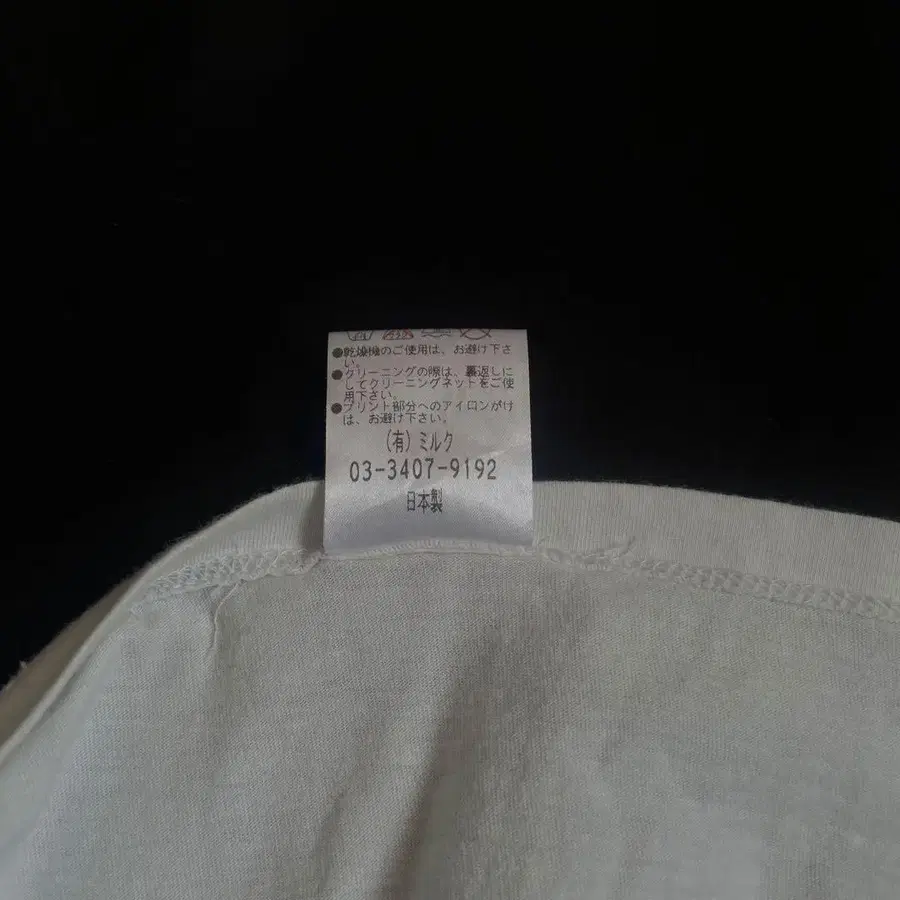 ●乾燥機のご使用は、お避け下さ
い。
●クリーニングの際は、裏返しに
してクリーニングネットをご使
用下さい。
●プリント部分へのアイロンがけ
は、お避け下さい。
(有)ミルク
03-3407-9192
日本製